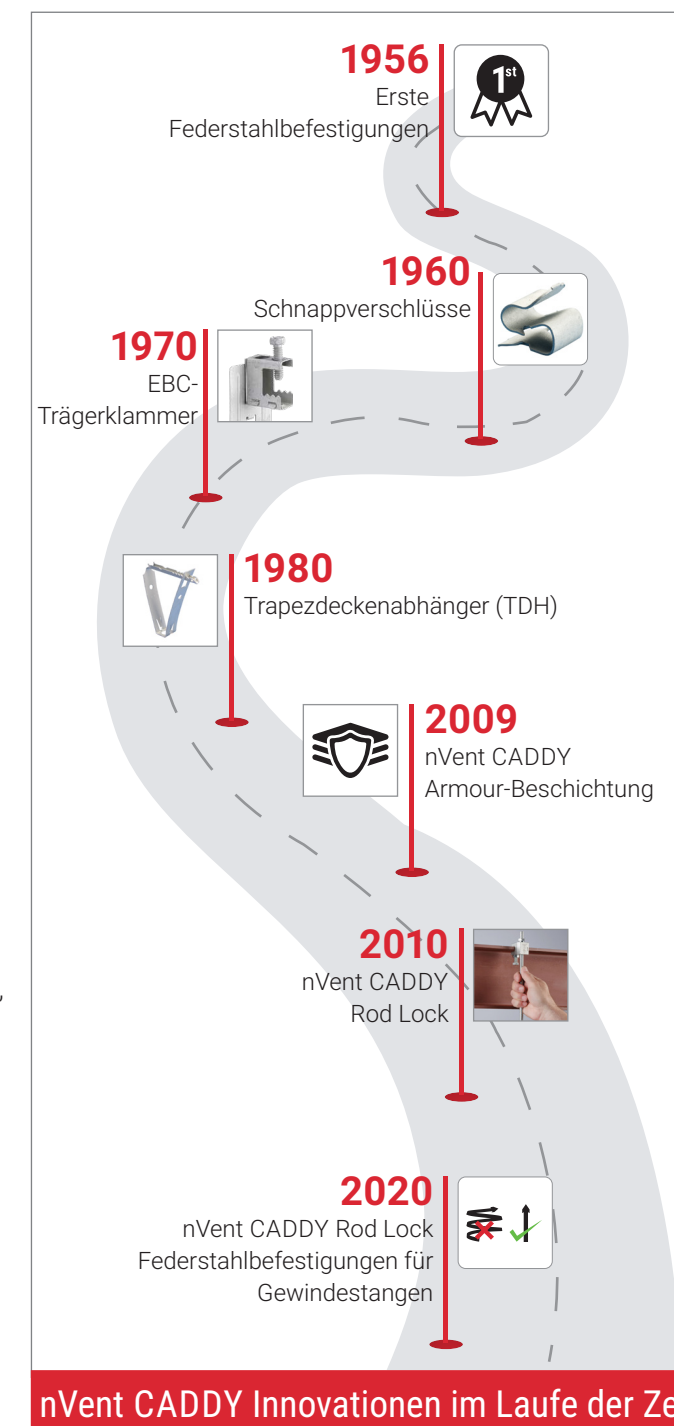 1956
1st
Erste
Federstahlbefestigungen
1960
Schnappverschlüsse
1970
EBC-
Trägerklammer
1980
Trapezdeckenabhänger (TDH)
2009
nVent CADDY
Armour-Beschichtung
,
2010
nVent CADDY
Rod Lock
2020
nVent CADDY Rod Lock
Federstahlbefestigungen für
Gewindestangen
nVent CADDY Innovationen im Laufe der Ze